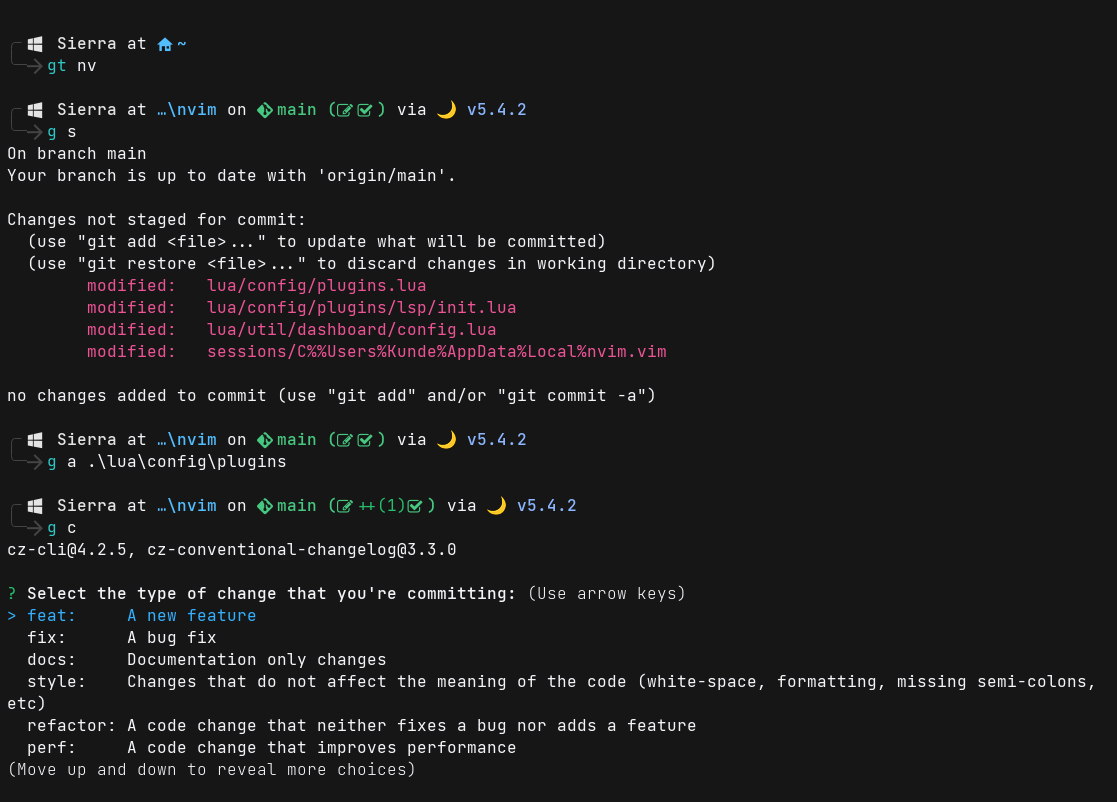 Sierra at ~
gt nv
Sierra at …\nvim on main ( ) via v5.4.2
g s
On branch main
Your branch is up to date with 'origin/main'.
Changes not staged for commit:
(use "git add <file>..." to update what will be committed)
(use "git restore <file>..." to discard changes in working directory)
modified:   lua/config/plugins.lua
modified:   lua/config/plugins/lsp/init.lua
modified:   lua/util/dashboard/config.lua
modified:   sessions/C%%Users%Kunde%AppData%Local%nvim.vim
no changes added to commit (use "git add" and/or "git commit -a")
Sierra at …\nvim on main ( ) via v5.4.2
g a .\lua\config\plugins
Sierra at …\nvim on main ( ++(1) ) via v5.4.2
g c
cz-cli@4.2.5, cz-conventional-changelog@3.3.0
? Select the type of change that you're committing: (Use arrow keys)
> feat:     A new feature
fix:      A bug fix
docs:     Documentation only changes
style:    Changes that do not affect the meaning of the code (white-space, formatting, missing semi-colons,
etc)
refactor: A code change that neither fixes a bug nor adds a feature
perf:     A code change that improves performance
(Move up and down to reveal more choices)